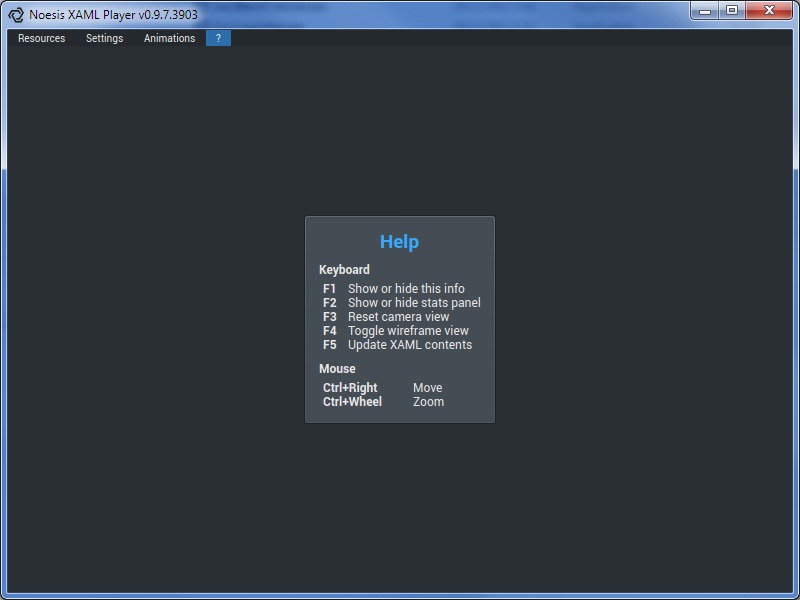 Noesis XAML Player v0.9.7.3903
Resources Settings Animations ?
Help
Keyboard
F1 Show or hide this info
F2 Show or hide stats panel
F3 Reset camera view
F4 Toggle wireframe view
F5 Update XAML contents
Mouse
Ctrl+Right Move
Ctrl+Wheel Zoom